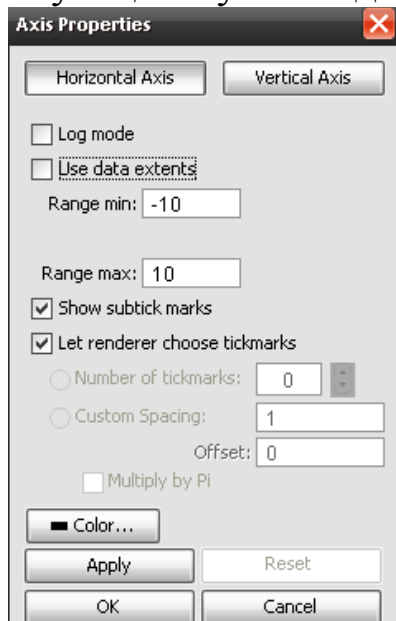 Axis Properties
Horizontal Axis Vertical Axis
Log mode
Use data extents
Range min: -10
Range max: 10
Show subtick marks
Let renderer choose tickmarks
Number of tickmarks: 0
Custom Spacing: 1
Offset: 0
Multiply by Pi
Color...
Apply Reset
OK Cancel